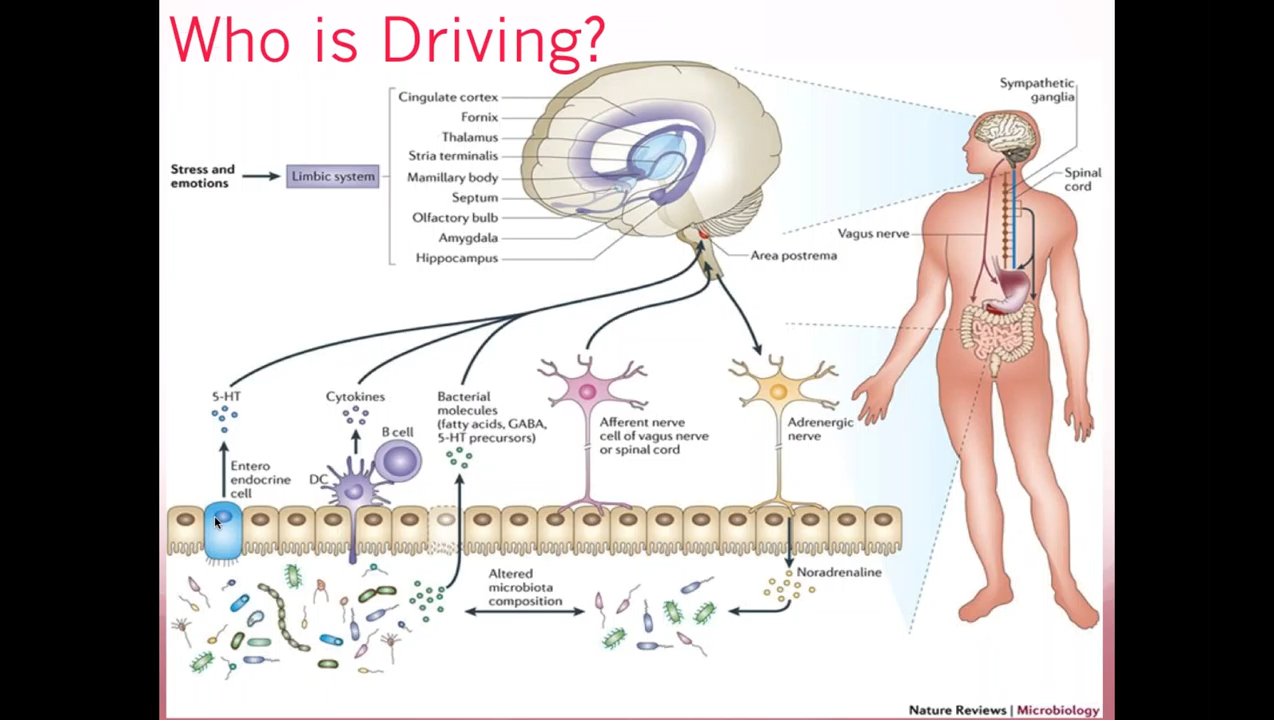 Who is Driving?
Cingulate cortex
Fornix
Thalamus
Stria terminalis
Mamillary body
Septum
Olfactory bulb
Amygdala
Hippocampus
Stress and
emotions
Limbic system
Area postrema
Sympathetic
ganglia
Spinal
cord
Vagus nerve
5-HT
Cytokines
Bacterial
molecules
(fatty acids, GABA,
5-HT precursors)
B cell
Entero
endocrine
cell
DC
Afferent nerve
cell of vagus nerve
or spinal cord
Adrenergic
nerve
Altered
microbiota
composition
Noradrenaline
Nature Reviews | Microbiology